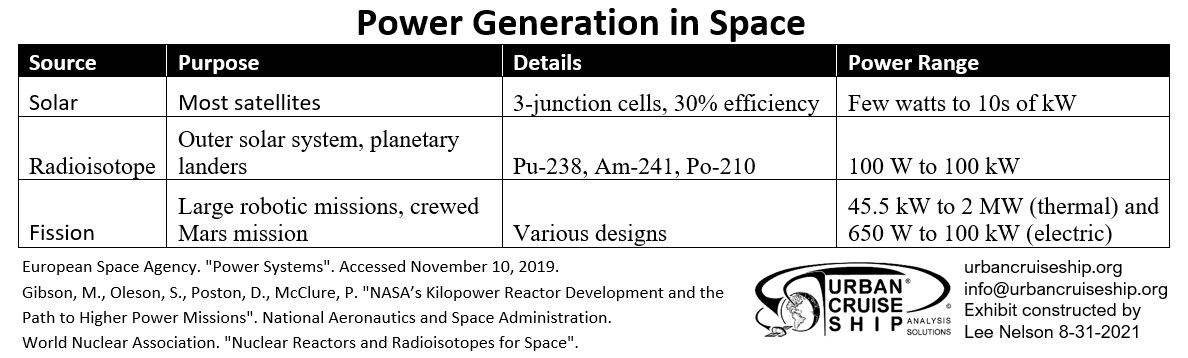 Power Generation in Space
Source Purpose Details Power Range
Solar Most satellites 3-junction cells, 30% efficiency Few watts to 10s of kW
Radioisotope Outer solar system, planetary
landers Pu-238, Am-241, Po-210 100 W to 100 kW
Fission Large robotic missions, crewed
Mars mission Various designs 45.5 kW to 2 MW (thermal) and
650 W to 100 kW (electric)
European Space Agency. "Power Systems". Accessed November 10, 2019.
Gibson, M., Oleson, S., Poston, D., McClure, P. "NASA’s Kilopower Reactor Development and the
Path to Higher Power Missions". National Aeronautics and Space Administration.
World Nuclear Association. "Nuclear Reactors and Radioisotopes for Space".
URBAN®
CRUISE
SHIP
ANALYSIS
SOLUTIONS
©
urbancruiseship.org
info@urbancruiseship.org
Exhibit constructed by
Lee Nelson 8-31-2021